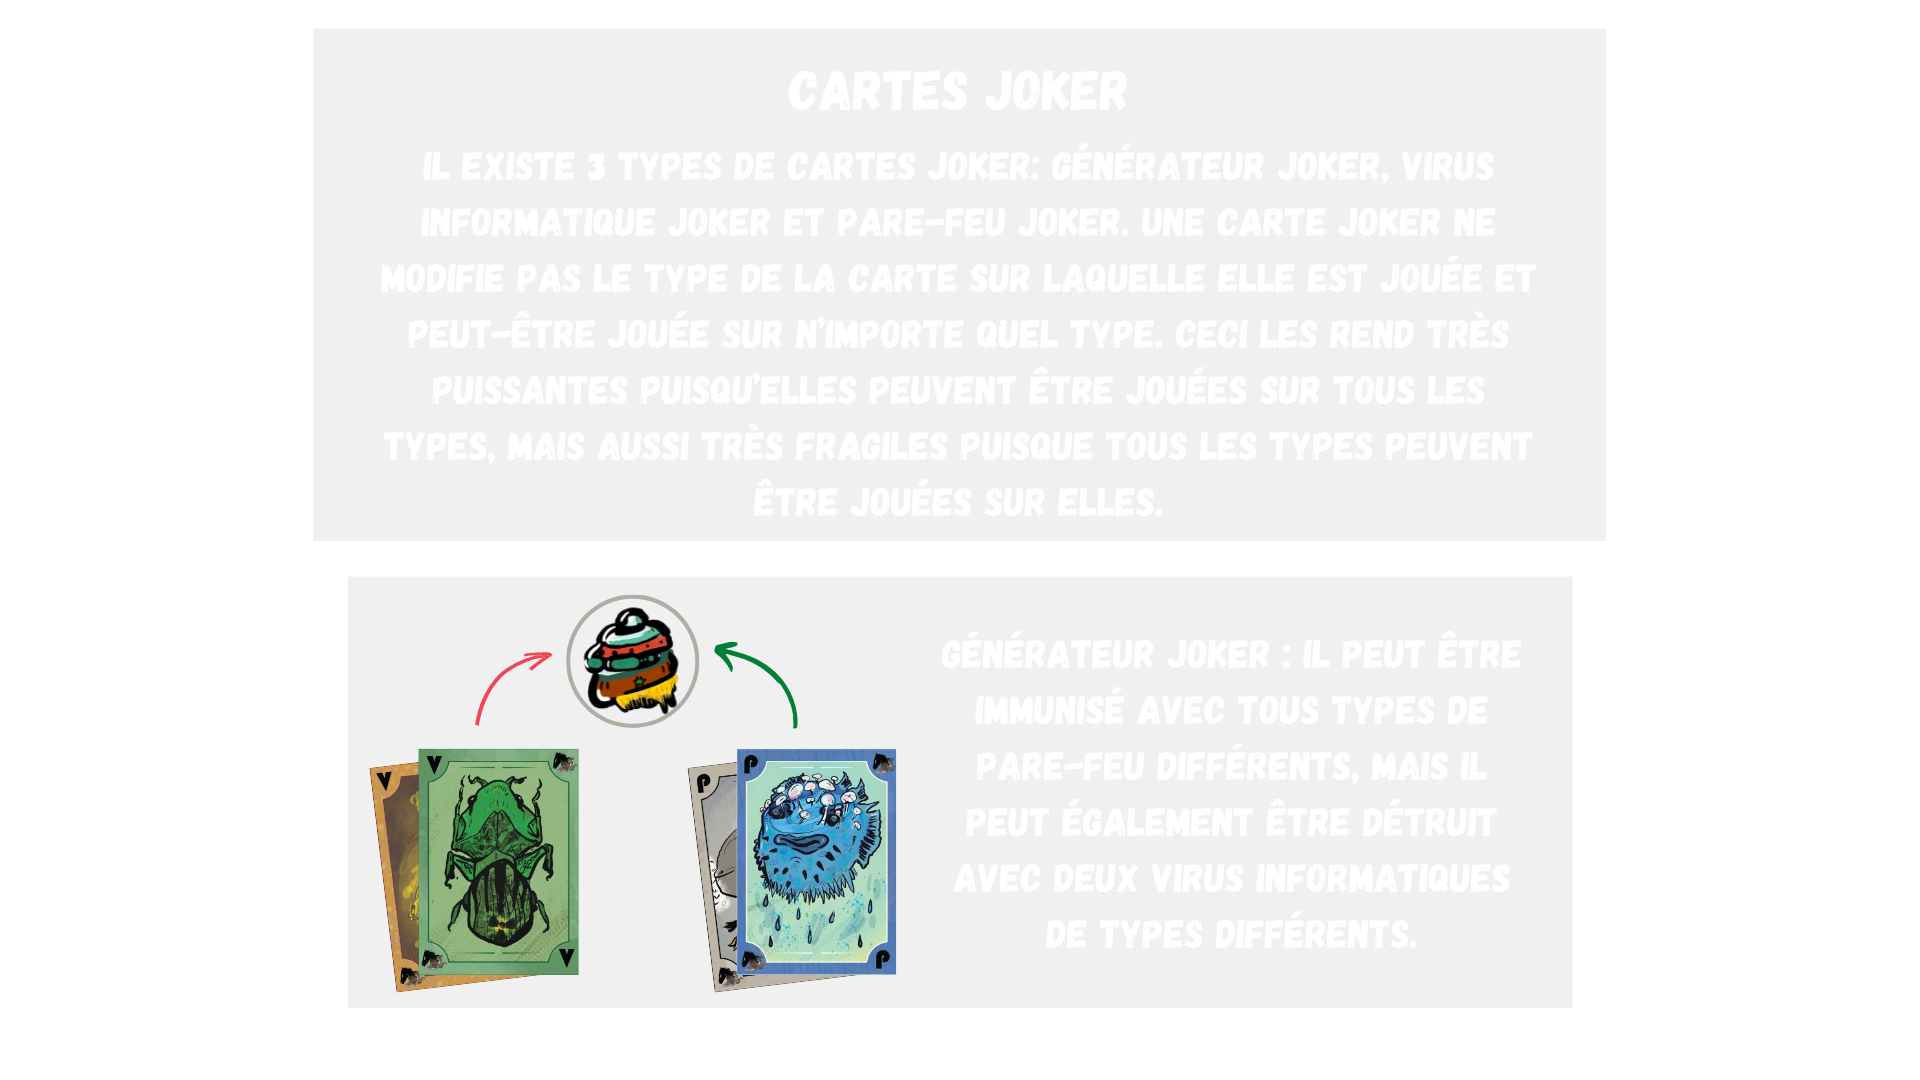 CARTES JOKER
IL EXISTE 3 TYPES DE CARTES JOKER: GÉNÉRATEUR JOKER, VIRUS
INFORMATIQUE JOKER ET PARE-FEU JOKER. UNE CARTE JOKER NE
MODIFIE PAS LE TYPE DE LA CARTE SUR LAQUELLE ELLE EST JOUÉE ET
PEUT-ÊTRE JOUÉE SUR N'IMPORTE QUEL TYPE. CECI LES REND TRÈS
PUISSANTES PUISQU'ELLES PEUVENT ÊTRE JOUÉES SUR TOUS LES
TYPES, MAIS AUSSI TRÈS FRAGILES PUISQUE TOUS LES TYPES PEUVENT
ÊTRE JOUÉES SUR ELLES.
V
V
V
P
P
P
GÉNÉRATEUR JOKER : IL PEUT ÊTRE
IMMUNISÉ AVEC TOUS TYPES DE
PARE-FEU DIFFÉRENTS, MAIS IL
PEUT ÉGALEMENT ÊTRE DÉTRUIT
AVEC DEUX VIRUS INFORMATIQUES
DE TYPES DIFFÉRENTS.